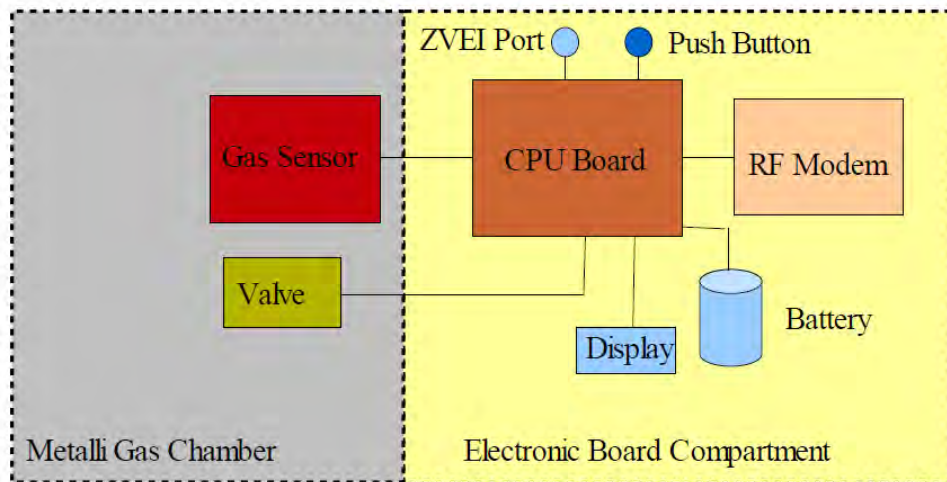 ZVEI Port
Push Button
Gas Sensor
CPU Board
RF Modem
Valve
Display
Battery
Metalli Gas Chamber
Electronic Board Compartment